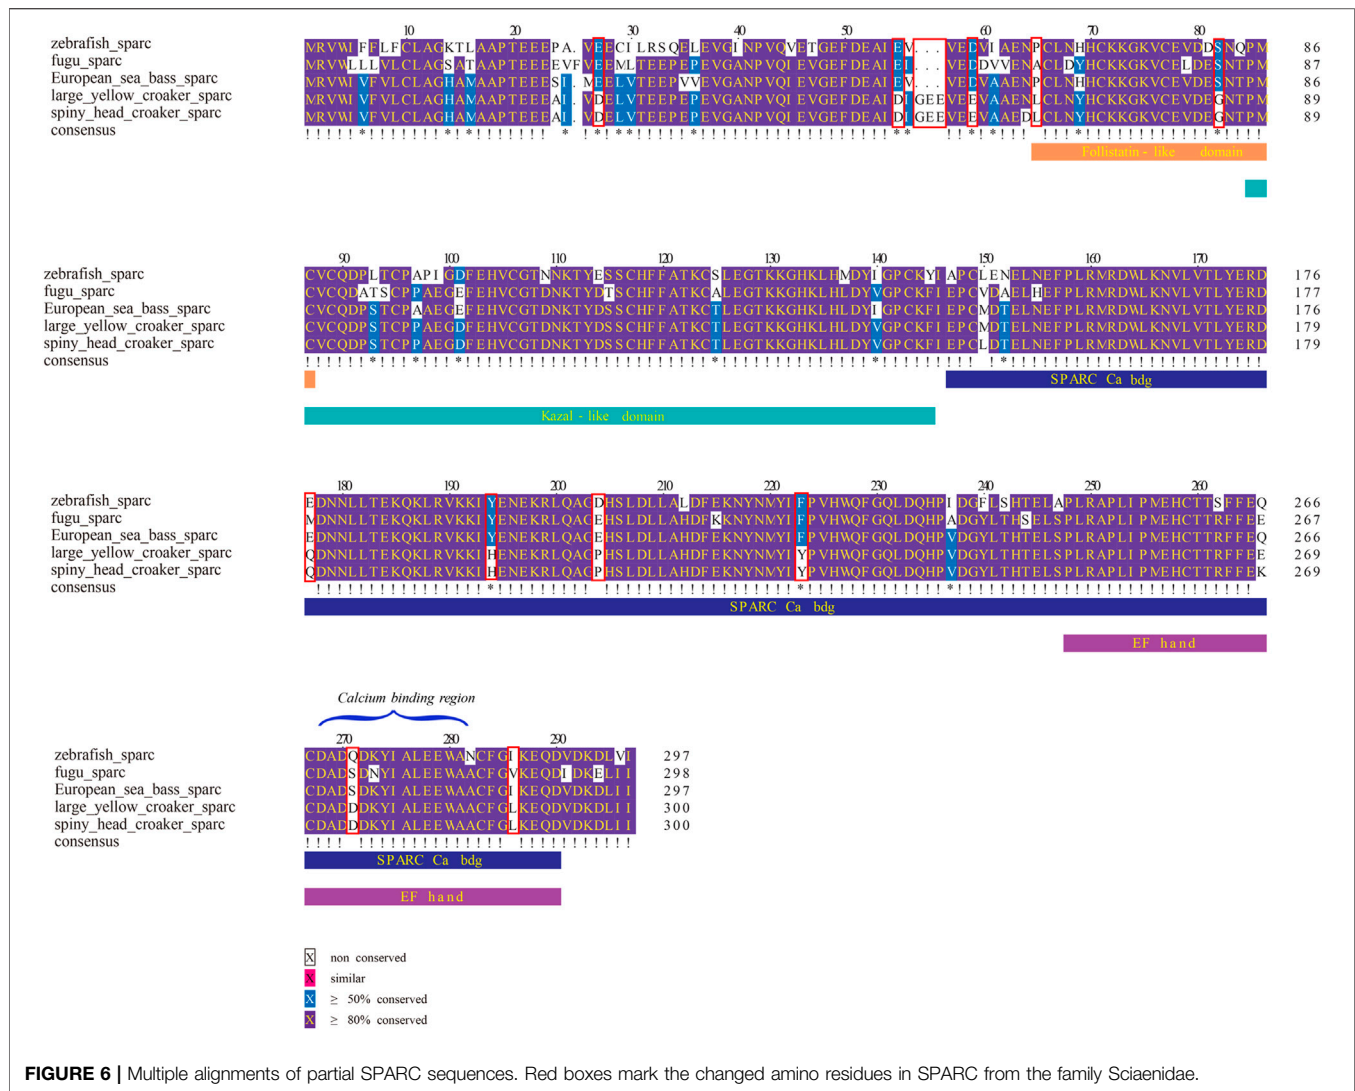 10 20 30 40 50 60 70 80
zebrafish_sparc MRVWIFFLFCLAGKTLAAPTEEEPA.VEECILRSQELEVGINPVQVETGEFDEAIEV...VEDVIAENPCLNHHCKKGKVCEVDDSNQPM 86
fugu_sparc MRVWLLLVLCLAGSATAAPTEEEEVFVEEMLTEEPEPEVGANPVQIEVGEFDEAIEI...VEDDVVENACLDYHCKKGKVCELDESNTPM 87
European_sea_bass_sparc MRVWIVFVLCLAGHAMAAPTEEESI.MEELVTEEPVVEVGANPVQIEVGEFDEAIEV...VEDVAAENPCLNHHCKKGKVCEVDESNTPM 86
large_yellow_croaker_sparc MRVWIVFVLCLAGHAMAAPTEEEAI.VDELVTEEPEPEVGANPVQIEVGEFDEAIDIGEEVEEVAAENLCLNYHCKKGKVCEVDEGNTPM 89
spiny_head_croaker_sparc MRVWIVFVLCLAGHAMAAPTEEEAI.VDELVTEEPEPEVGANPVQIEVGEFDEAIDIGEEVEEVAAEDLCLNYHCKKGKVCEVDEGNTPM 89
consensus
Follistatin-like domain
90 100 110 120 130 140 150 160 170
zebrafish_sparc CVCQDPLTCPAPIGDFEHVCGTNNKTYESSCHFFATKCSLEGTKKGHKLHMDYIGPCKYIAPCLENELNEFPLRMRDWLKNVLVTLYERD 176
fugu_sparc CVCQDATSCPPAEGEFEHVCGTDNKTYDTSCHFFATKCALEGTKKGHKLHLDYVGPCKFIEPCVDAELHEFPLRMRDWLKNVLVTLYERD 177
European_sea_bass_sparc CVCQDPSTCPAAEGEFEHVCGTDNKTYDSSCHFFATKCTLEGTKKGHKLHLDYIGPCKFIEPCMDTELNEFPLRMRDWLKNVLVTLYERD 176
large_yellow_croaker_sparc CVCQDPSTCPPAEGDFEHVCGTDNKTYDSSCHFFATKCTLEGTKKGHKLHLDYVGPCKFIEPCMDTELNEFPLRMRDWLKNVLVTLYERD 179
spiny_head_croaker_sparc CVCQDPSTCPPAEGDFEHVCGTDNKTYDSSCHFFATKCTLEGTKKGHKLHLDYVGPCKFIEPCLDTELNEFPLRMRDWLKNVLVTLYERD 179
consensus
SPARC Ca bdg
Kazal-like domain
180 190 200 210 220 230 240 250 260
zebrafish_sparc EDNNLLTEKQKLRVKKIYENEKRLQAGDHSLDLLALDFEKNYNMYIFPVHWQFGQLDQHPIDGFLSHTELAPLRAPLIPMEHCTTSFFEQ 266
fugu_sparc MDNNLLTEKQKLRVKKIYENEKRLQAGEHSLDLLAHDFKKNYNMYIFPVHWQFGQLDQHPADGYLTHSELSPLRAPLIPMEHCTTRFFEE 267
European_sea_bass_sparc EDNNLLTEKQKLRVKKIYENEKRLQAGEHSLDLLAHDFEKNYNMYIFPVHWQFGQLDQHPVDGYLTHTELSPLRAPLIPMEHCTTRFFEQ 266
large_yellow_croaker_sparc QDNNLLTEKQKLRVKKIHENEKRLQAGPHSLDLLAHDFEKNYNMYIYPVHWQFGQLDQHPVDGYLTHTELSPLRAPLIPMEHCTTRFFEE 269
spiny_head_croaker_sparc QDNNLLTEKQKLRVKKIHENEKRLQAGPHSLDLLAHDFEKNYNMYIYPVHWQFGQLDQHPVDGYLTHTELSPLRAPLIPMEHCTTRFFEK 269
consensus
SPARC Ca bdg
EF hand
Calcium binding region
270 280 290
zebrafish_sparc CDADQDKYIALEEWANCFGIKEQDVDKDLVI 297
fugu_sparc CDADSDNYIALEEWAACFGVKEQDIDKELII 298
European_sea_bass_sparc CDADSDKYIALEEWAACFGIKEQDVDKDLII 297
large_yellow_croaker_sparc CDADDDKYIALEEWAACFGLKEQDVDKDLII 300
spiny_head_croaker_sparc CDADDDKYIALEEWAACFGLKEQDVDKDLII 300
consensus
SPARC Ca bdg
EF hand
X non conserved
X similar
X ≥ 50% conserved
X ≥ 80% conserved
FIGURE 6 | Multiple alignments of partial SPARC sequences. Red boxes mark the changed amino residues in SPARC from the family Sciaenidae.